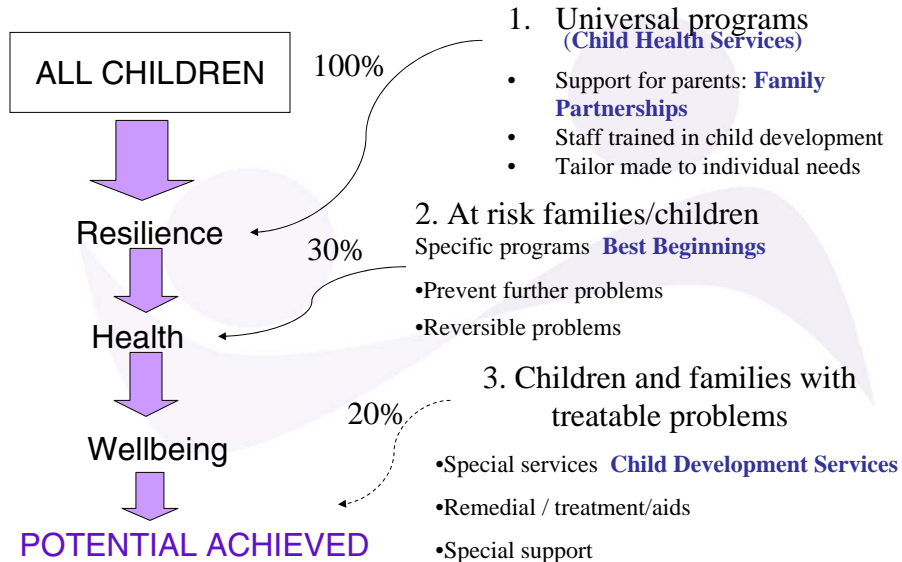 ALL CHILDREN
100%
1. Universal programs
(Child Health Services)
• Support for parents: Family
Partnerships
• Staff trained in child development
• Tailor made to individual needs
Resilience
30%
2. At risk families/children
Specific programs Best Beginnings
•Prevent further problems
•Reversible problems
Health
20%
3. Children and families with
treatable problems
Wellbeing
•Special services Child Development Services
•Remedial / treatment/aids
•Special support
POTENTIAL ACHIEVED